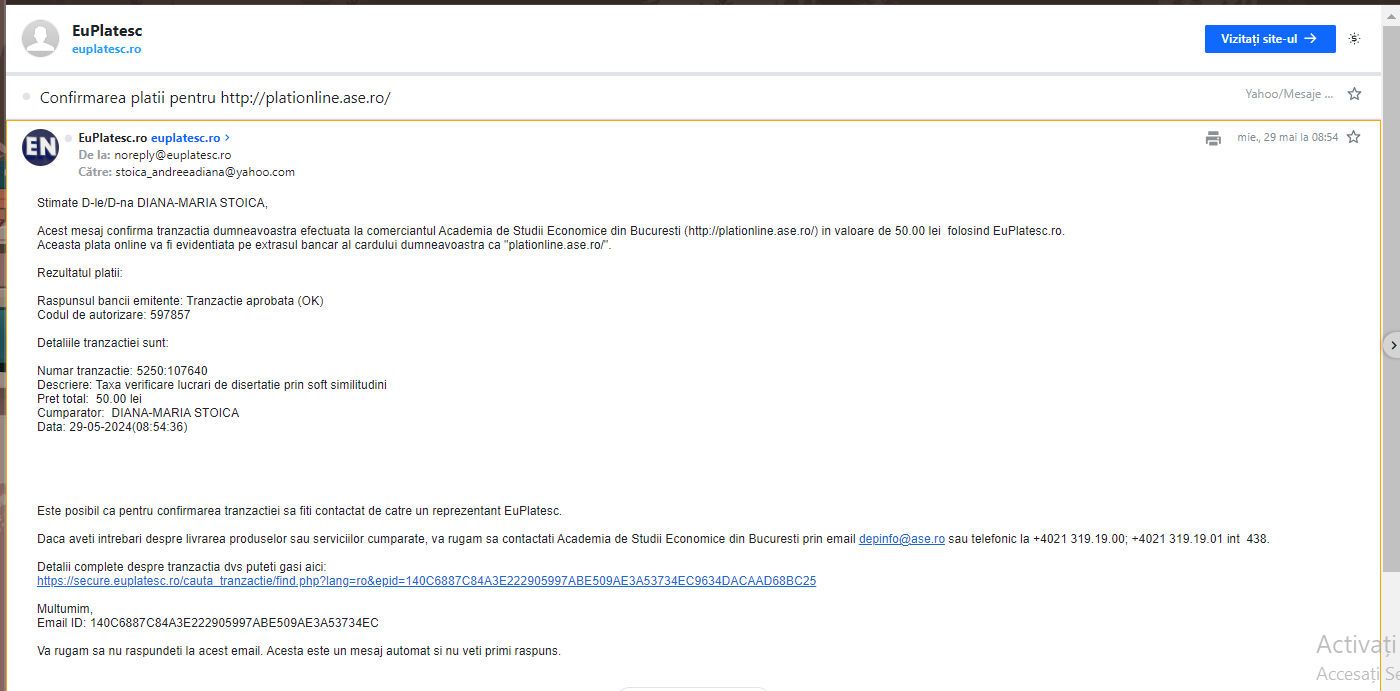 EuPlatesc
euplatesc.ro
Vizitați site-ul →
Confirmarea platii pentru http://plationline.ase.ro/
Yahoo/Mesaje ...
EN
EuPlatesc.ro euplatesc.ro >
mie., 29 mai la 08:54
De la: noreply@euplatesc.ro
Către: stoica_andreeadiana@yahoo.com
Stimate D-le/D-na DIANA-MARIA STOICA,
Acest mesaj confirma tranzactia dumneavoastra efectuata la comerciantul Academia de Studii Economice din Bucuresti (http://plationline.ase.ro/) in valoare de 50.00 lei folosind EuPlatesc.ro.
Aceasta plata online va fi evidentiata pe extrasul bancar al cardului dumneavoastra ca "plationline.ase.ro/".
Rezultatul platii:
Raspunsul bancii emitente: Tranzactie aprobata (OK)
Codul de autorizare: 597857
Detaliile tranzactiei sunt:
Numar tranzactie: 5250:107640
Descriere: Taxa verificare lucrari de disertatie prin soft similitudini
Pret total: 50.00 lei
Cumparator: DIANA-MARIA STOICA
Data: 29-05-2024(08:54:36)
Este posibil ca pentru confirmarea tranzactiei sa fiti contactat de catre un reprezentant EuPlatesc.
Daca aveti intrebari despre livrarea produselor sau serviciilor cumparate, va rugam sa contactati Academia de Studii Economice din Bucuresti prin email depinfo@ase.ro sau telefonic la +4021 319.19.00; +4021 319.19.01 int 438.
Detalii complete despre tranzactia dvs puteti gasi aici:
https://secure.euplatesc.ro/cauta_tranzactie/find.php?lang=ro&epid=140C6887C84A3E222905997ABE509AE3A53734EC9634DACAAD68BC25
Multumim,
Email ID: 140C6887C84A3E222905997ABE509AE3A53734EC
Va rugam sa nu raspundeti la acest email. Acesta este un mesaj automat si nu veti primi raspuns.
Activați
Accesați Se